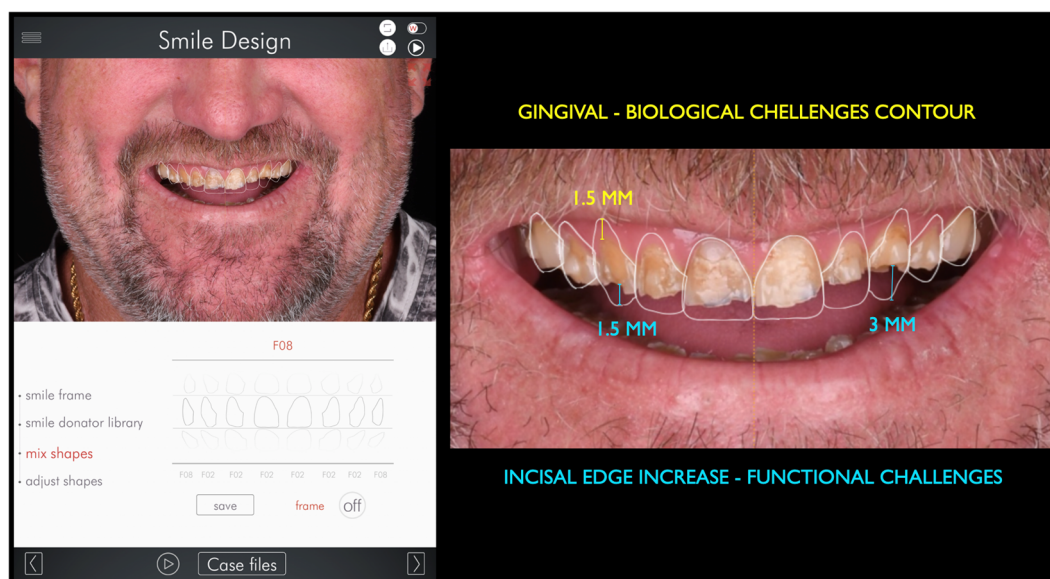 Smile Design
W
GINGIVAL - BIOLOGICAL CHELLENGES CONTOUR
1.5 MM
1.5 MM
3 MM
INCISAL EDGE INCREASE - FUNCTIONAL CHALLENGES
F08
smile frame
smile donator library
mix shapes
adjust shapes
F08 F02 F02 F02 F02 F02 F02 F08
save
frame
off
Case files